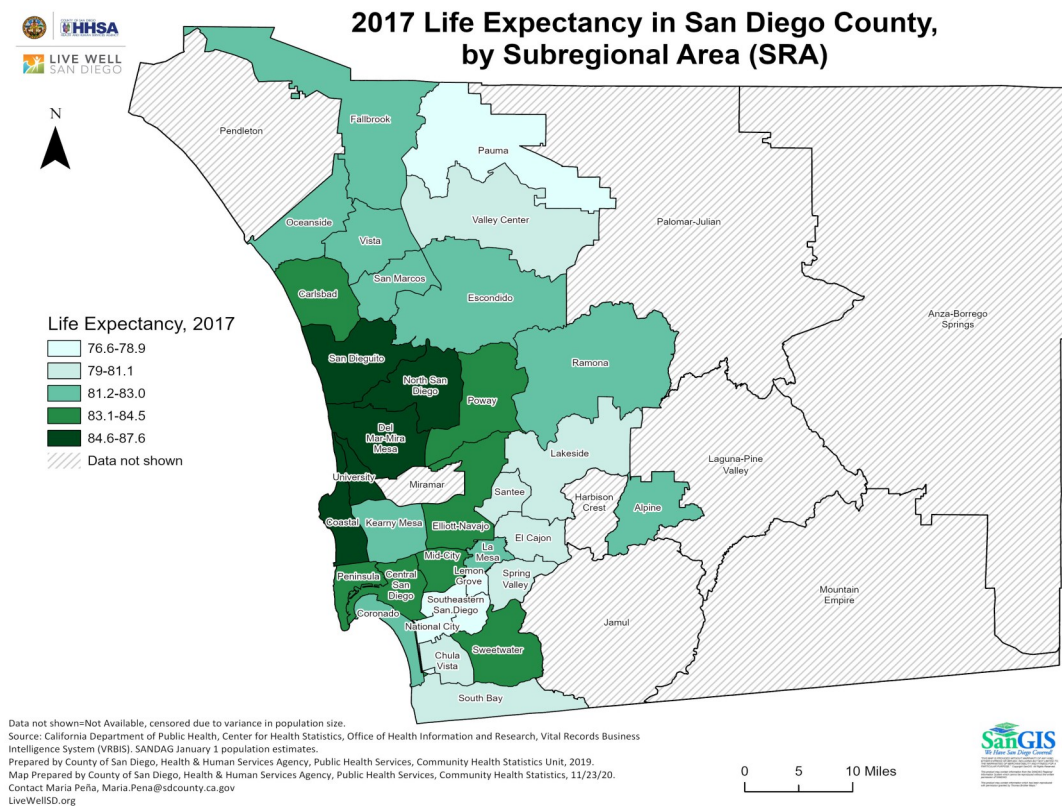 2017 Life Expectancy in San Diego County,
by Subregional Area (SRA)
HHSA
LIVE WELL
SAN DIEGO
N
Pendleton
Fallbrook
Pauma
Oceanside
Vista
Valley Center
Palomar-Julian
San Marcos
Carlsbad
Escondido
Anza-Borrego
Springs
Life Expectancy, 2017
76.6-78.9
79-81.1
81.2-83.0
83.1-84.5
84.6-87.6
Data not shown
San Dieguito
North San
Diego
Poway
Ramona
Del
Mar-Mira
Mesa
Lakeside
Laguna-Pine
Valley
University
Miramar
Santee
Harbison
Crest
Alpine
Coastal
Kearny Mesa
Elliott-Navajo
El Cajon
Mid-City
La
Mesa
Peninsula
Central
San
Diego
Lemon
Grove
Spring
Valley
Mountain
Empire
Coronado
Southeastern
San Diego
National City
Jamul
Chula
Vista
Sweetwater
South Bay
Data not shown=Not Available, censored due to variance in population size.
Source: California Department of Public Health, Center for Health Statistics, Office of Health Information and Research, Vital Records Business
Intelligence System (VRBIS). SANDAG January 1 population estimates.
Prepared by County of San Diego, Health & Human Services Agency, Public Health Services, Community Health Statistics Unit, 2019.
Map Prepared by County of San Diego, Health & Human Services Agency, Public Health Services, Community Health Statistics, 11/23/20.
Contact Maria Peña, Maria.Pena@sdcounty.ca.gov
LiveWellSD.org
0 5 10 Miles
SanGIS
We Have San Diego Covered!